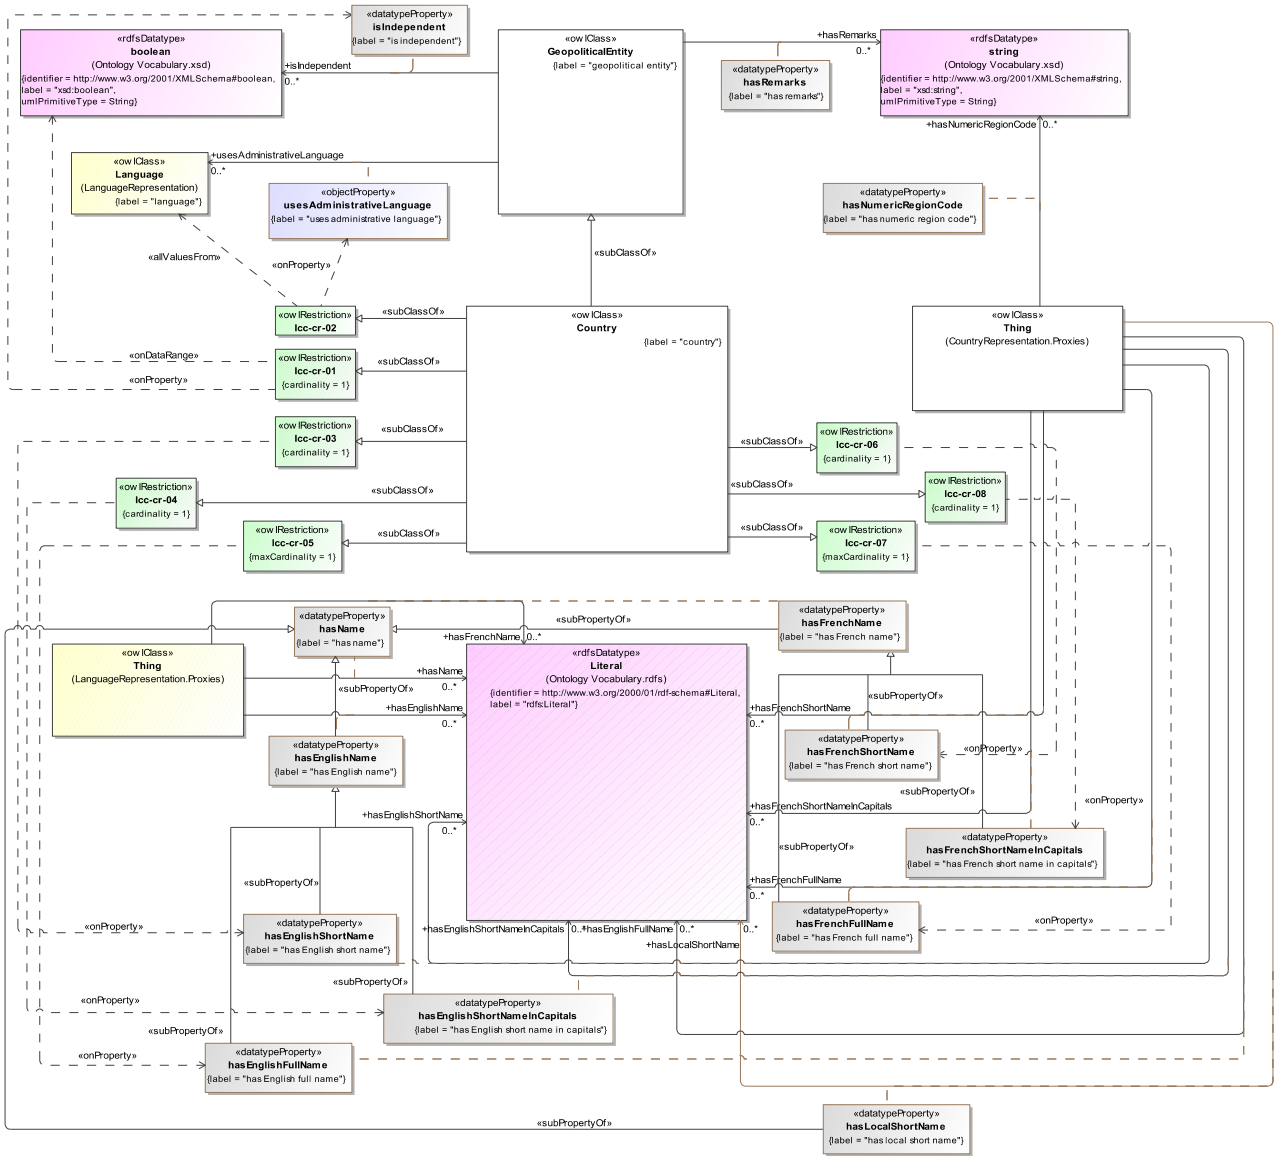 «datatypeProperty»
isIndependent
{label = "is independent"}
«rdfsDatatype»
boolean
(Ontology Vocabulary.xsd)
{identifier = http://www.w3.org/2001/XMLSchema#boolean,
label = "xsd:boolean",
umlPrimitiveType = String}
+isIndependent
0..*
«owlClass»
GeopoliticalEntity
{label = "geopolitical entity"}
+hasRemarks
0..*
«datatypeProperty»
hasRemarks
{label = "has remarks"}
«rdfsDatatype»
string
(Ontology Vocabulary.xsd)
{identifier = http://www.w3.org/2001/XMLSchema#string,
label = "xsd:string",
umlPrimitiveType = String}
+hasNumericRegionCode
0..*
«owlClass»
Language
(LanguageRepresentation)
{label = "language"}
+usesAdministrativeLanguage
0..*
«objectProperty»
usesAdministrativeLanguage
{label = "uses administrative language"}
«datatypeProperty»
hasNumericRegionCode
{label = "has numeric region code"}
«allValuesFrom»
«onProperty»
«subClassOf»
«owlRestriction»
lcc-cr-02
«subClassOf»
«owlClass»
Country
{label = "country"}
«owlClass»
Thing
(CountryRepresentation.Proxies)
«onDataRange»
«onProperty»
«owlRestriction»
lcc-cr-01
{cardinality = 1}
«subClassOf»
«owlRestriction»
lcc-cr-03
{cardinality = 1}
«subClassOf»
«subClassOf»
«owlRestriction»
lcc-cr-06
{cardinality = 1}
«owlRestriction»
lcc-cr-04
{cardinality = 1}
«subClassOf»
«subClassOf»
«owlRestriction»
lcc-cr-08
{cardinality = 1}
«owlRestriction»
lcc-cr-05
{maxCardinality = 1}
«subClassOf»
«subClassOf»
«owlRestriction»
lcc-cr-07
{maxCardinality = 1}
«datatypeProperty»
hasName
{label = "has name"}
«subPropertyOf»
«datatypeProperty»
hasFrenchName
{label = "has French name"}
+hasFrenchName
0..*
«owlClass»
Thing
(LanguageRepresentation.Proxies)
+hasName
0..*
«subPropertyOf»
+hasEnglishName
0..*
«rdfsDatatype»
Literal
(Ontology Vocabulary.rdfs)
{identifier = http://www.w3.org/2000/01/rdf-schema#Literal,
label = "rdfs:Literal"}
«subPropertyOf»
+hasFrenchShortName
0..*
«datatypeProperty»
hasEnglishName
{label = "has English name"}
«datatypeProperty»
hasFrenchShortName
{label = "has French short name"}
«onProperty»
«subPropertyOf»
«onProperty»
+hasEnglishShortName
0..*
+hasFrenchShortNameInCapitals
0..*
«datatypeProperty»
hasFrenchShortNameInCapitals
{label = "has French short name in capitals"}
«subPropertyOf»
«subPropertyOf»
+hasFrenchFullName
0..*
«datatypeProperty»
hasFrenchFullName
{label = "has French full name"}
«onProperty»
«onProperty»
«datatypeProperty»
hasEnglishShortName
{label = "has English short name"}
+hasEnglishShortNameInCapitals
0..*
+hasEnglishFullName
0..*
+hasLocalShortName
0..*
«subPropertyOf»
«onProperty»
«datatypeProperty»
hasEnglishShortNameInCapitals
{label = "has English short name in capitals"}
«subPropertyOf»
«onProperty»
«datatypeProperty»
hasEnglishFullName
{label = "has English full name"}
«subPropertyOf»
«datatypeProperty»
hasLocalShortName
{label = "has local short name"}